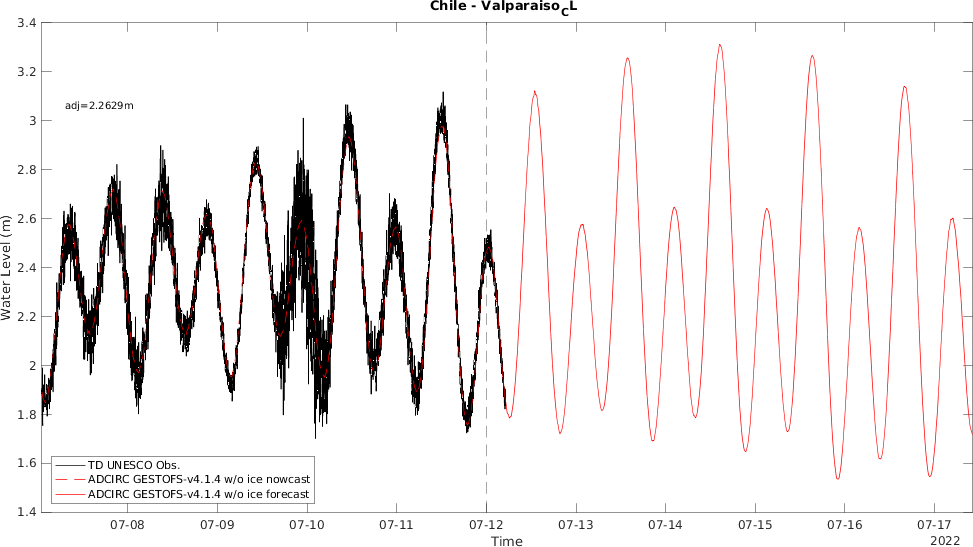 Chile - Valparaiso_CL
3.4
3.2
3
2.8
2.6
2.4
2.2
2
1.8
1.6
1.4
Water Level (m)
adj=2.2629m
TD UNESCO Obs.
ADCIRC GESTOFS-v4.1.4 w/o ice nowcast
ADCIRC GESTOFS-v4.1.4 w/o ice forecast
07-08 07-09 07-10 07-11 07-12 07-13 07-14 07-15 07-16 07-17
Time
2022